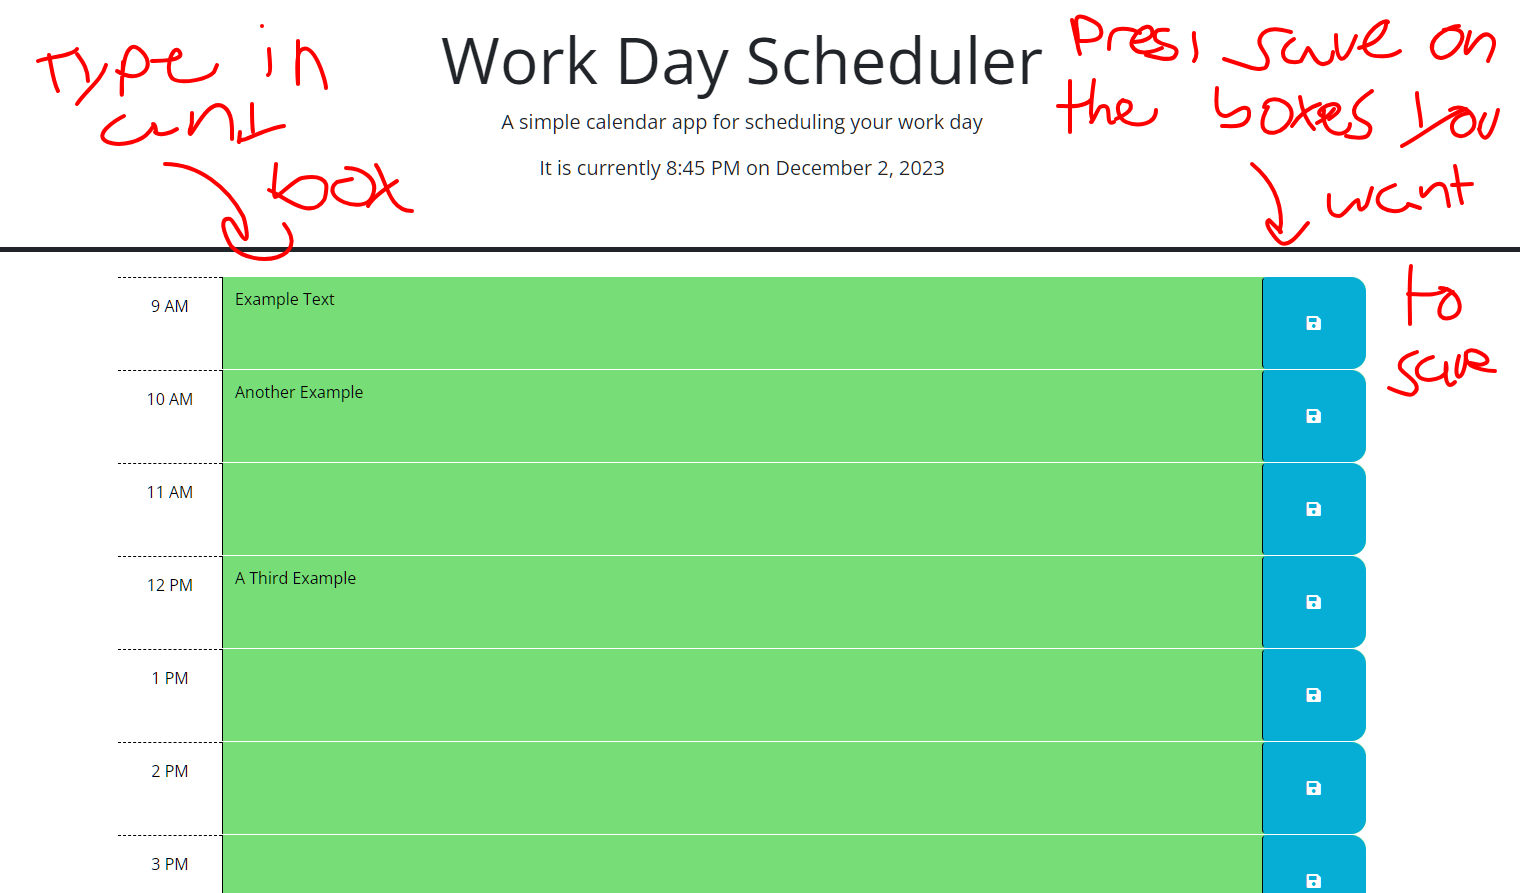 Type in
any
box
Work Day Scheduler
A simple calendar app for scheduling your work day
It is currently 8:45 PM on December 2, 2023
Press save on
the boxes you
want
to
save
9 AM
Example Text
10 AM
Another Example
11 AM
12 PM
A Third Example
1 PM
2 PM
3 PM